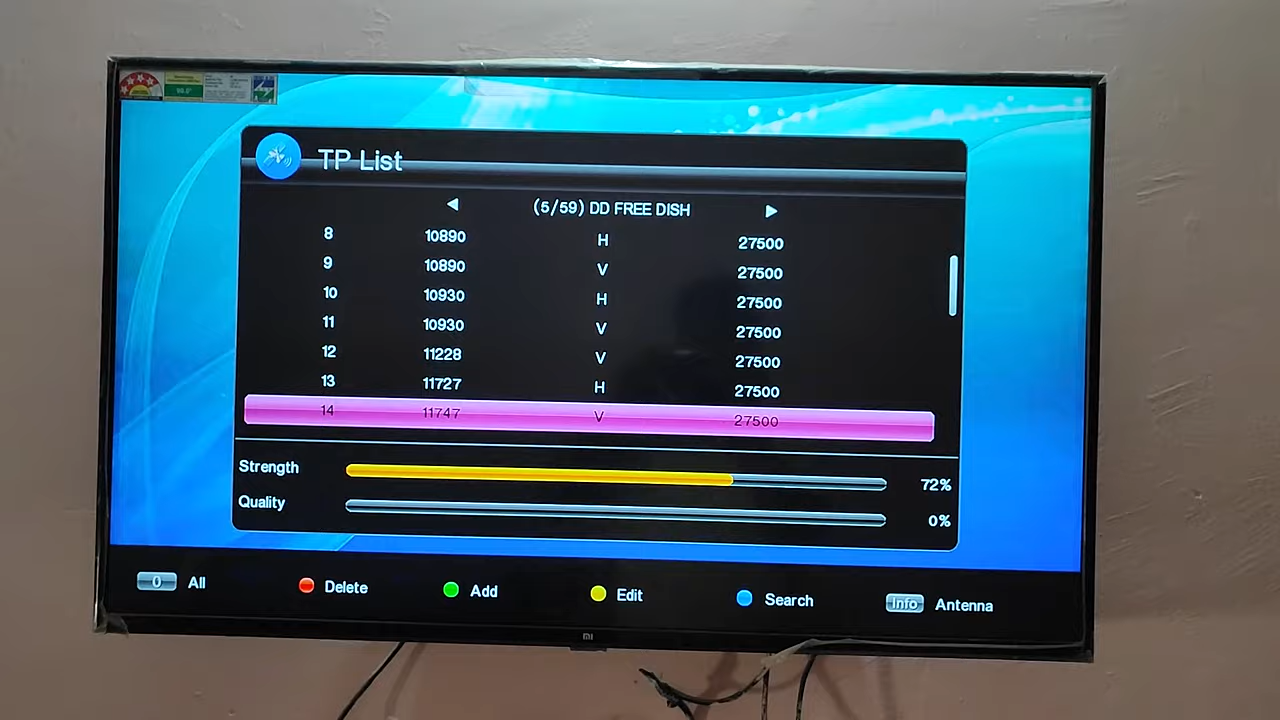 TP List
(5/59) DD FREE DISH
8 10890 H 27500
9 10890 V 27500
10 10930 H 27500
11 10930 V 27500
12 11228 V 27500
13 11727 H 27500
14 11747 V 27500
Strength 72%
Quality 0%
0 All Delete Add Edit Search Info Antenna
mi